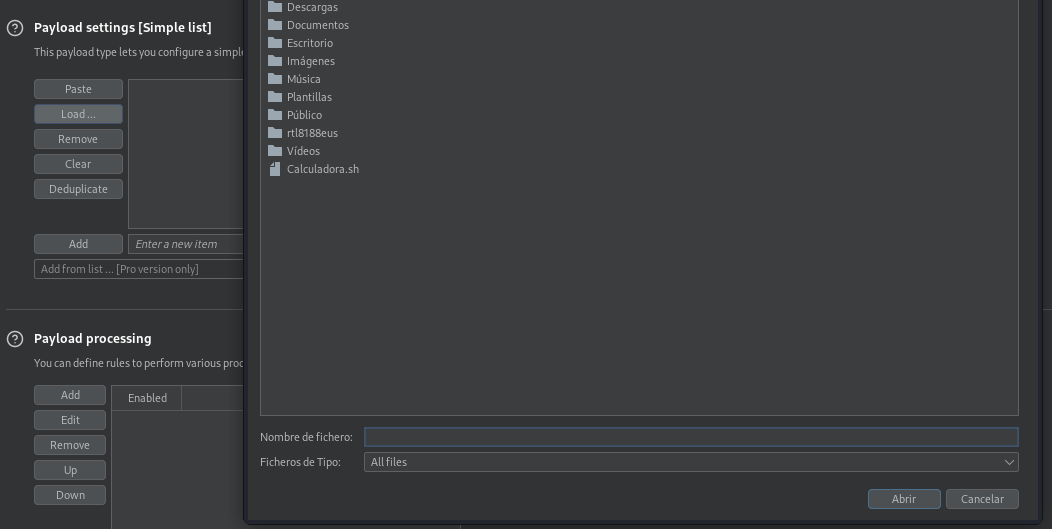 Payload settings [Simple list]
This payload type lets you configure a simple
Paste
Load ...
Remove
Clear
Deduplicate
Add
Enter a new item
Add from list ... [Pro version only]
Payload processing
You can define rules to perform various proc
Add
Edit
Remove
Up
Down
Enabled
Descargas
Documentos
Escritorio
Imágenes
Música
Plantillas
Público
rtl8188eus
Vídeos
Calculadora.sh
Nombre de fichero:
Ficheros de Tipo:
All files
Abrir
Cancelar